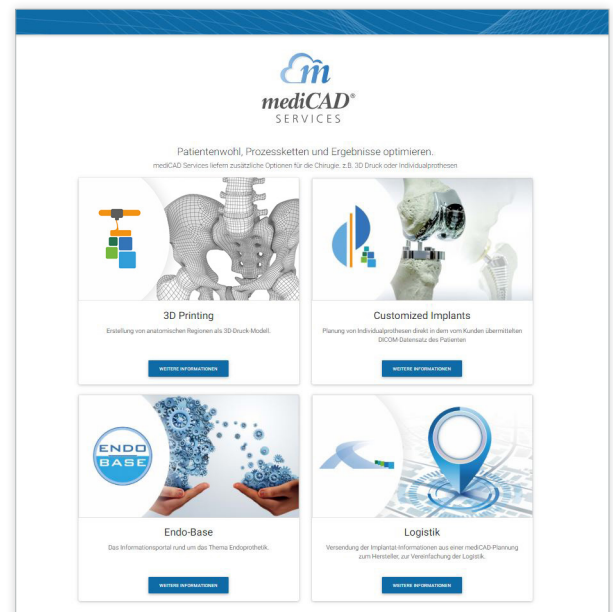 m
mediCAD®
SERVICES
Patientenwohl, Prozessketten und Ergebnisse optimieren.
mediCAD Services liefern zusätzliche Optionen für die Chirugie. z.B. 3D Druck oder Individualprothesen
3D Printing
Erstellung von anatomischen Regionen als 3D-Druck-Modell.
WEITERE INFORMATIONEN
Customized Implants
Planung von Individualprothesen direkt in dem vom Kunden übermittelten
DICOM-Datensatz des Patienten
WEITERE INFORMATIONEN
ENDO
BASE
Endo-Base
Das Informationsportal rund um das Thema Endoprothetik.
WEITERE INFORMATIONEN
Logistik
Versendung der Implantat-Informationen aus einer mediCAD-Plannung
zum Hersteller, zur Vereinfachung der Logistik.
WEITERE INFORMATIONEN